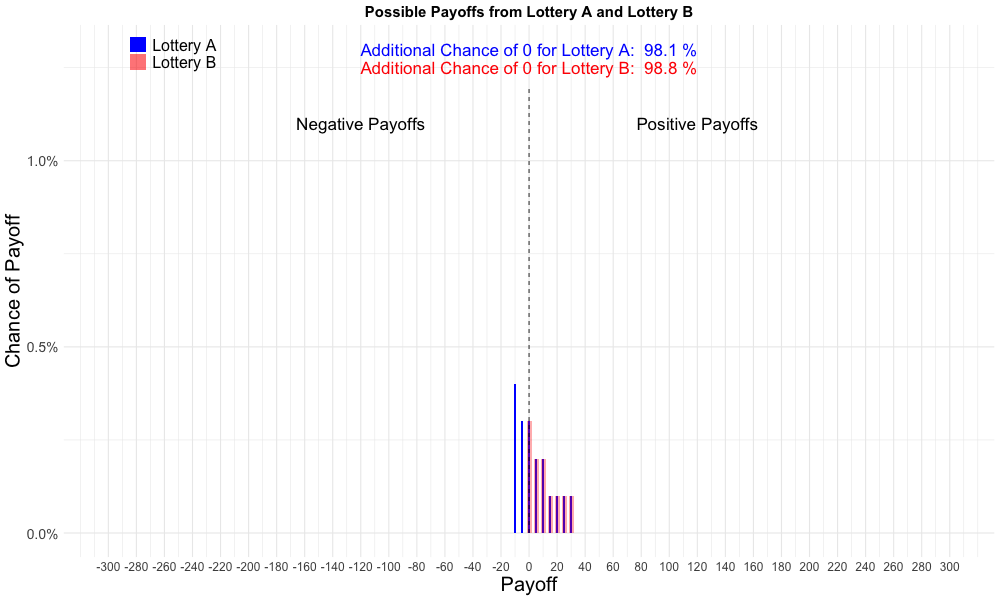 Possible Payoffs from Lottery A and Lottery B
Lottery A
Lottery B
Additional Chance of 0 for Lottery A: 98.1 %
Additional Chance of 0 for Lottery B: 98.8 %
Negative Payoffs
Positive Payoffs
Chance of Payoff
1.0%
0.5%
0.0%
-300 -280 -260 -240 -220 -200 -180 -160 -140 -120 -100 -80 -60 -40 -20 0 20 40 60 80 100 120 140 160 180 200 220 240 260 280 300
Payoff